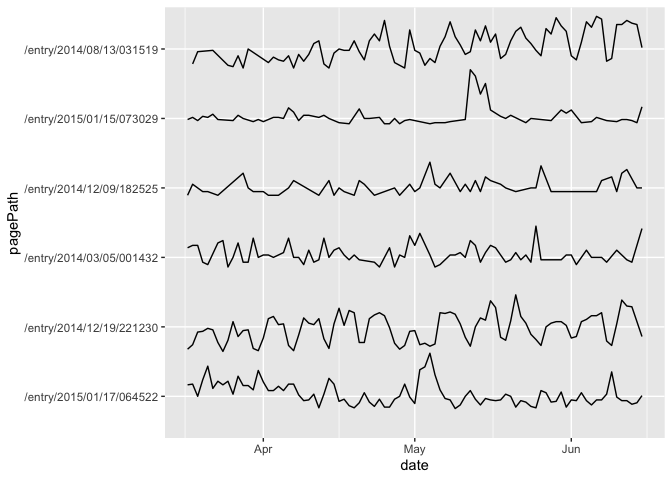 /entry/2014/08/13/031519
/entry/2015/01/15/073029
/entry/2014/12/09/182525
pagePath
/entry/2014/03/05/001432
/entry/2014/12/19/221230
/entry/2015/01/17/064522
Apr May Jun
date